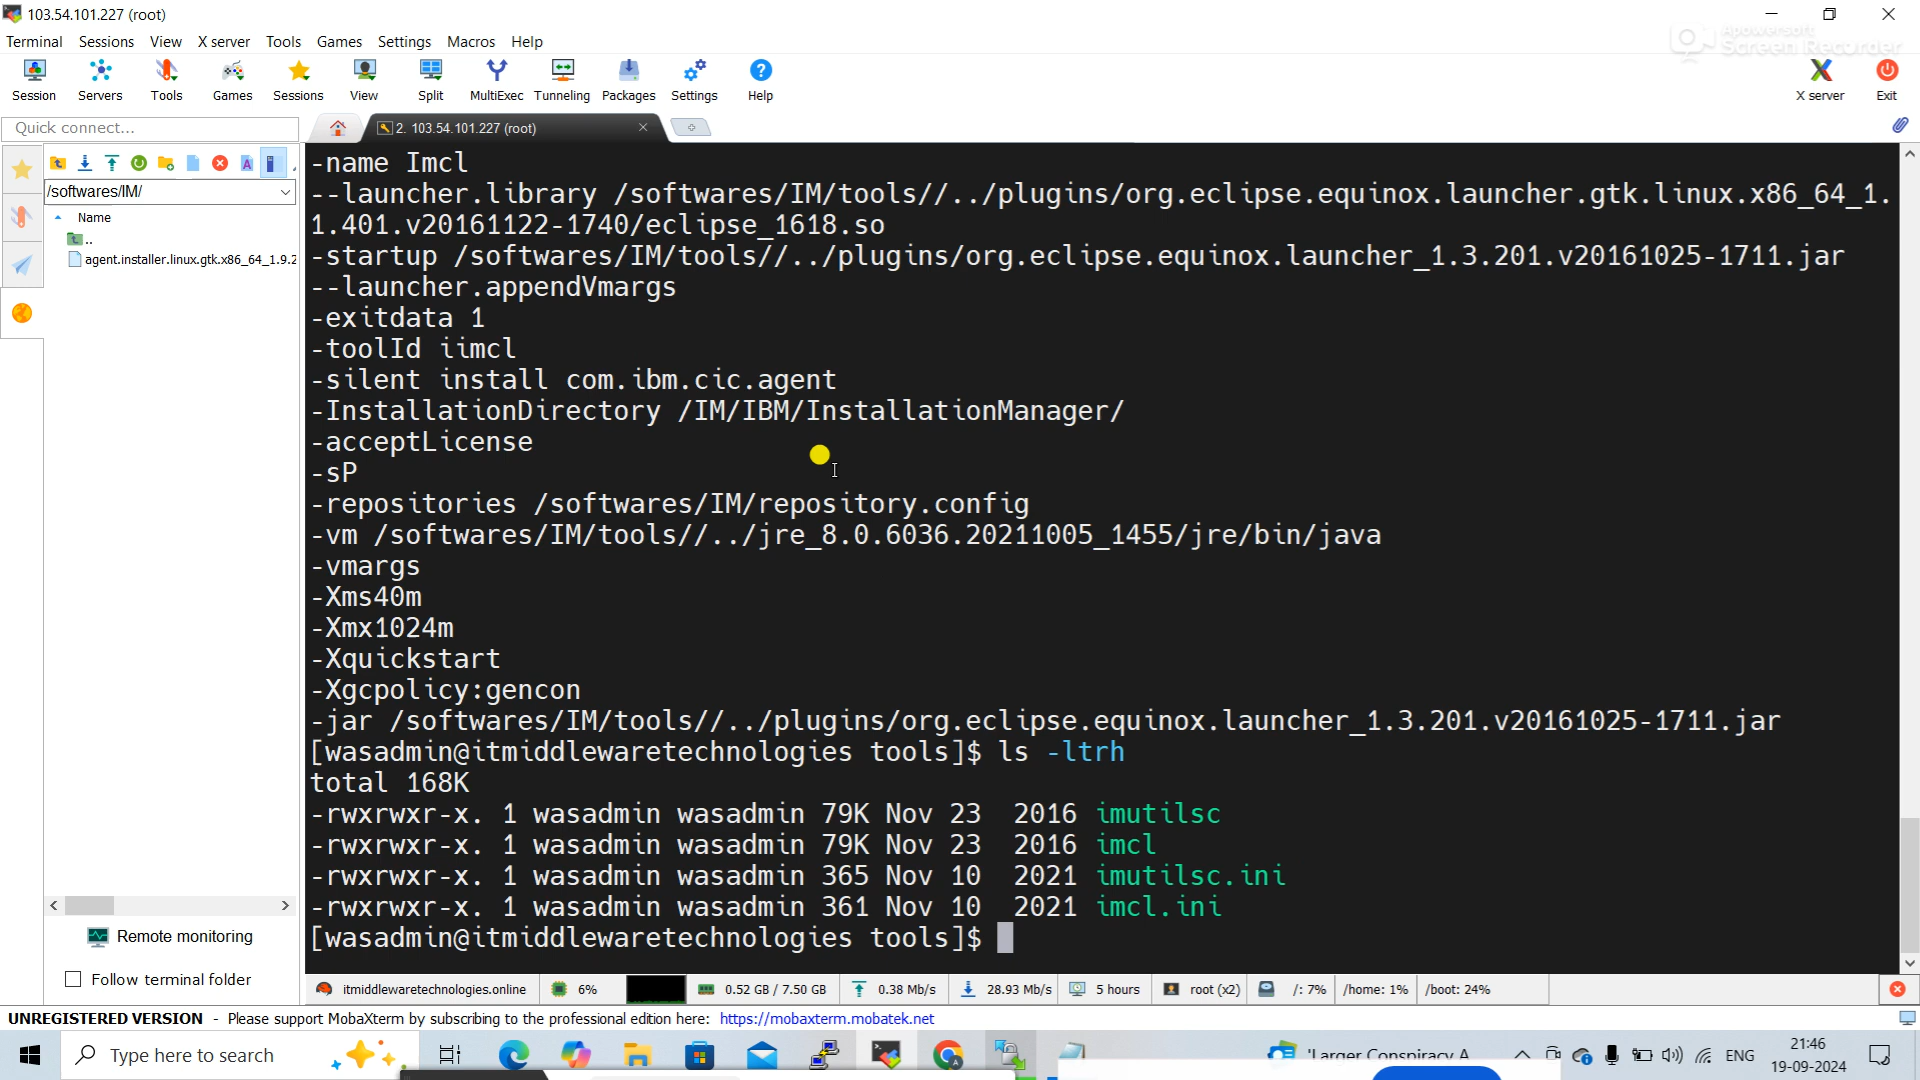 103.54.101.227 (root)
Terminal Sessions View X server Tools Games Settings Macros Help
Apowersoft
Screen Recorder
Session Servers Tools Games Sessions View Split MultiExec Tunneling Packages Settings Help X server Exit
Quick connect...
2. 103.54.101.227 (root)
/softwares/IM/
Name
..
agent.installer.linux.gtk.x86_64_1.9.2
-name Imcl
--launcher.library /softwares/IM/tools//../plugins/org.eclipse.equinox.launcher.gtk.linux.x86_64_1.
1.401.v20161122-1740/eclipse_1618.so
-startup /softwares/IM/tools//../plugins/org.eclipse.equinox.launcher_1.3.201.v20161025-1711.jar
--launcher.appendVmargs
-exitdata 1
-toolId iimcl
-silent install com.ibm.cic.agent
-InstallationDirectory /IM/IBM/InstallationManager/
-acceptLicense
-sP
-repositories /softwares/IM/repository.config
-vm /softwares/IM/tools//../jre_8.0.6036.20211005_1455/jre/bin/java
-vmargs
-Xms40m
-Xmx1024m
-Xquickstart
-Xgcpolicy:gencon
-jar /softwares/IM/tools//../plugins/org.eclipse.equinox.launcher_1.3.201.v20161025-1711.jar
[wasadmin@itmiddlewaretechnologies tools]$ ls -ltrh
total 168K
-rwxrwxr-x. 1 wasadmin wasadmin 79K Nov 23  2016 imutilsc
-rwxrwxr-x. 1 wasadmin wasadmin 79K Nov 23  2016 imcl
-rwxrwxr-x. 1 wasadmin wasadmin 365 Nov 10  2021 imutilsc.ini
-rwxrwxr-x. 1 wasadmin wasadmin 361 Nov 10  2021 imcl.ini
[wasadmin@itmiddlewaretechnologies tools]$
Remote monitoring
Follow terminal folder
itmiddlewaretechnologies.online 6% 0.52 GB / 7.50 GB 0.38 Mb/s 28.93 Mb/s 5 hours root (x2) /: 7% /home: 1% /boot: 24%
UNREGISTERED VERSION - Please support MobaXterm by subscribing to the professional edition here: https://mobaxterm.mobatek.net
Type here to search
'Larger Conspiracy A
ENG
21:46
19-09-2024